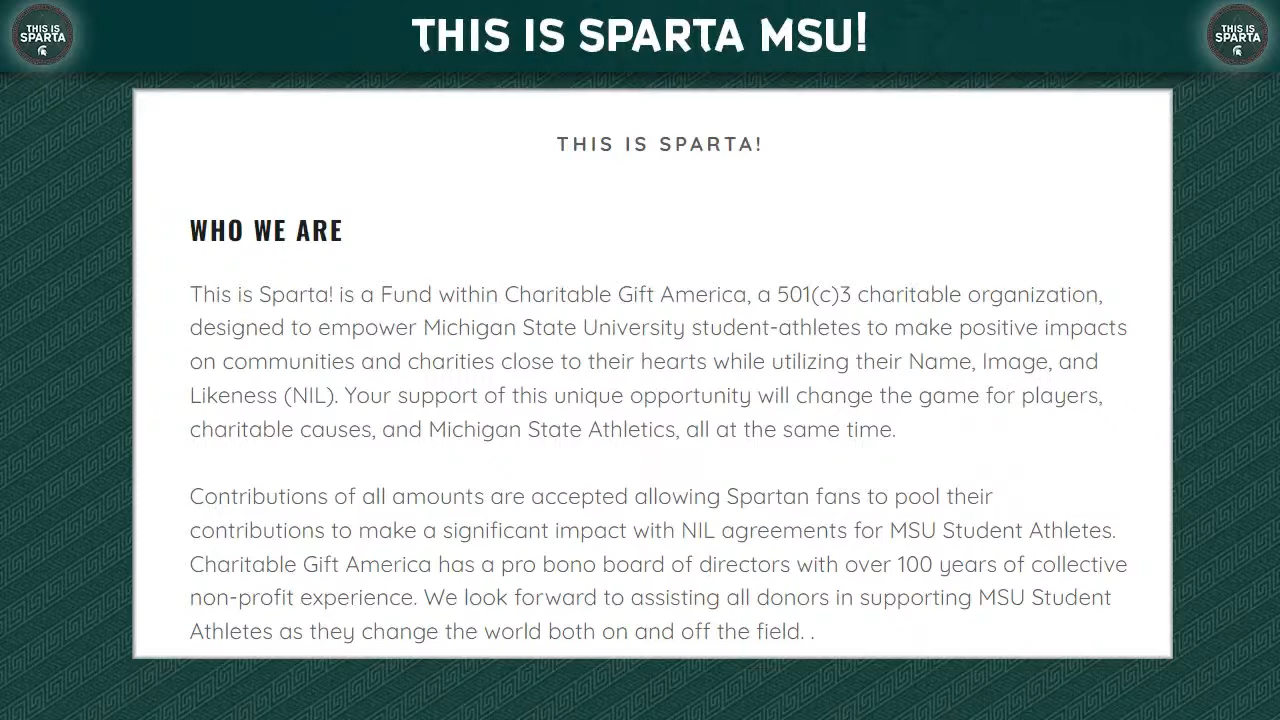 THIS IS SPARTA MSU!
THIS IS
SPARTA
THIS IS
SPARTA
THIS IS SPARTA!
WHO WE ARE
This is Sparta! is a Fund within Charitable Gift America, a 501(c)3 charitable organization,
designed to empower Michigan State University student-athletes to make positive impacts
on communities and charities close to their hearts while utilizing their Name, Image, and
Likeness (NIL). Your support of this unique opportunity will change the game for players,
charitable causes, and Michigan State Athletics, all at the same time.
Contributions of all amounts are accepted allowing Spartan fans to pool their
contributions to make a significant impact with NIL agreements for MSU Student Athletes.
Charitable Gift America has a pro bono board of directors with over 100 years of collective
non-profit experience. We look forward to assisting all donors in supporting MSU Student
Athletes as they change the world both on and off the field. .